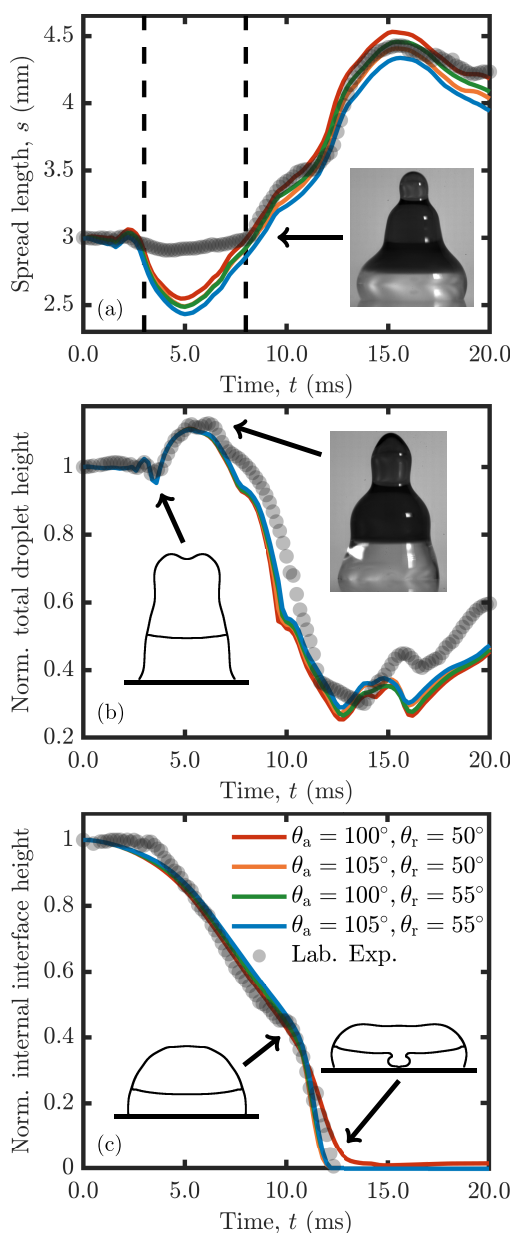 4.5
4
3.5
3
2.5
Spread length, s (mm)
(a)
0.0 5.0 10.0 15.0 20.0
Time, t (ms)
1
0.8
0.6
0.4
0.2
Norm. total droplet height
(b)
0.0 5.0 10.0 15.0 20.0
Time, t (ms)
1
0.8
0.6
0.4
0.2
0
Norm. internal interface height
θa = 100°, θr = 50°
θa = 105°, θr = 50°
θa = 100°, θr = 55°
θa = 105°, θr = 55°
Lab. Exp.
(c)
0.0 5.0 10.0 15.0 20.0
Time, t (ms)